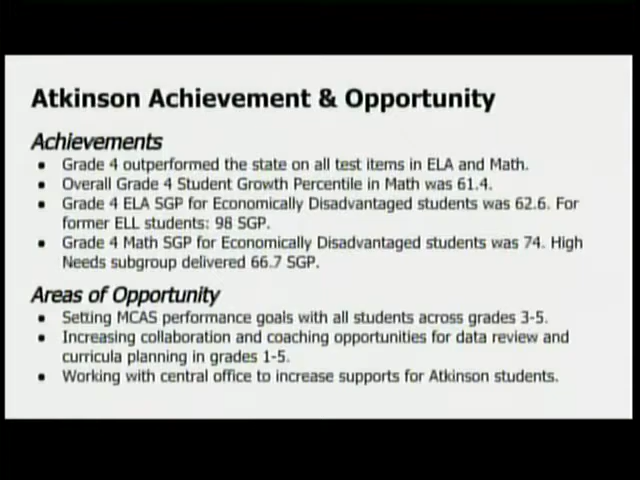 Atkinson Achievement & Opportunity
Achievements
• Grade 4 outperformed the state on all test items in ELA and Math.
• Overall Grade 4 Student Growth Percentile in Math was 61.4.
• Grade 4 ELA SGP for Economically Disadvantaged students was 62.6. For
former ELL students: 98 SGP.
• Grade 4 Math SGP for Economically Disadvantaged students was 74. High
Needs subgroup delivered 66.7 SGP.
Areas of Opportunity
• Setting MCAS performance goals with all students across grades 3-5.
• Increasing collaboration and coaching opportunities for data review and
curricula planning in grades 1-5.
• Working with central office to increase supports for Atkinson students.